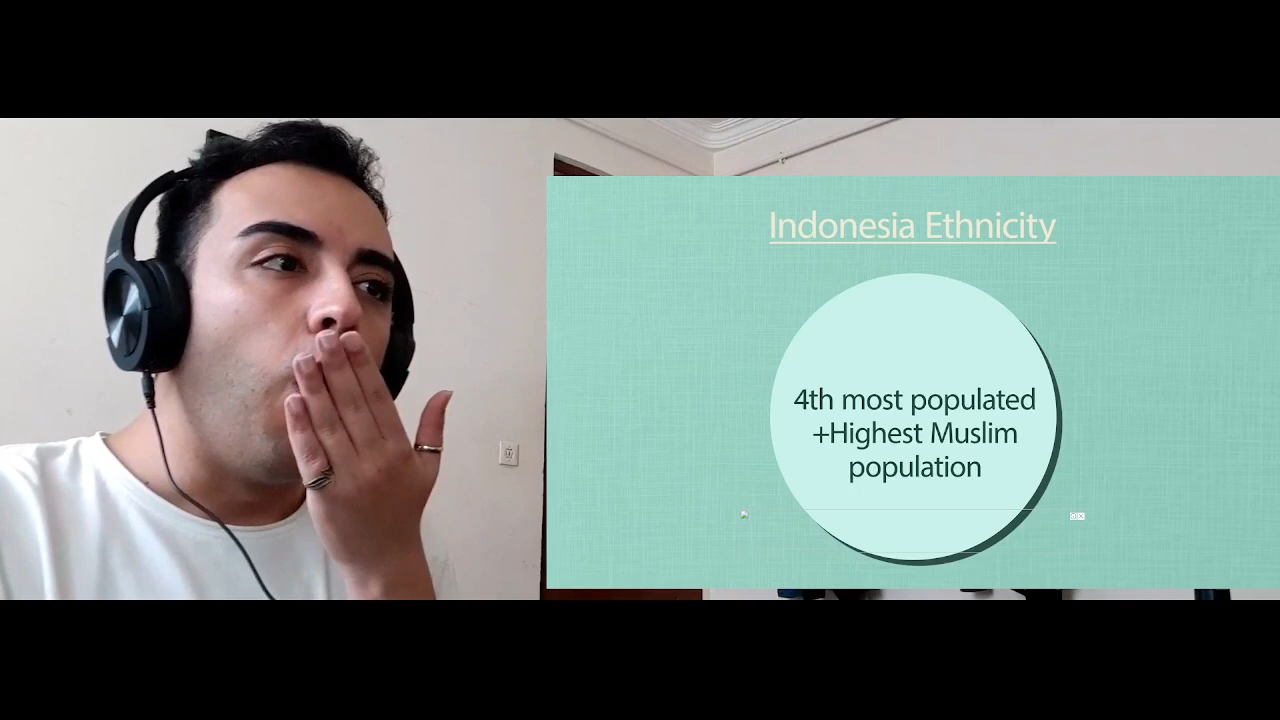 Indonesia Ethnicity
4th most populated
+Highest Muslim
population